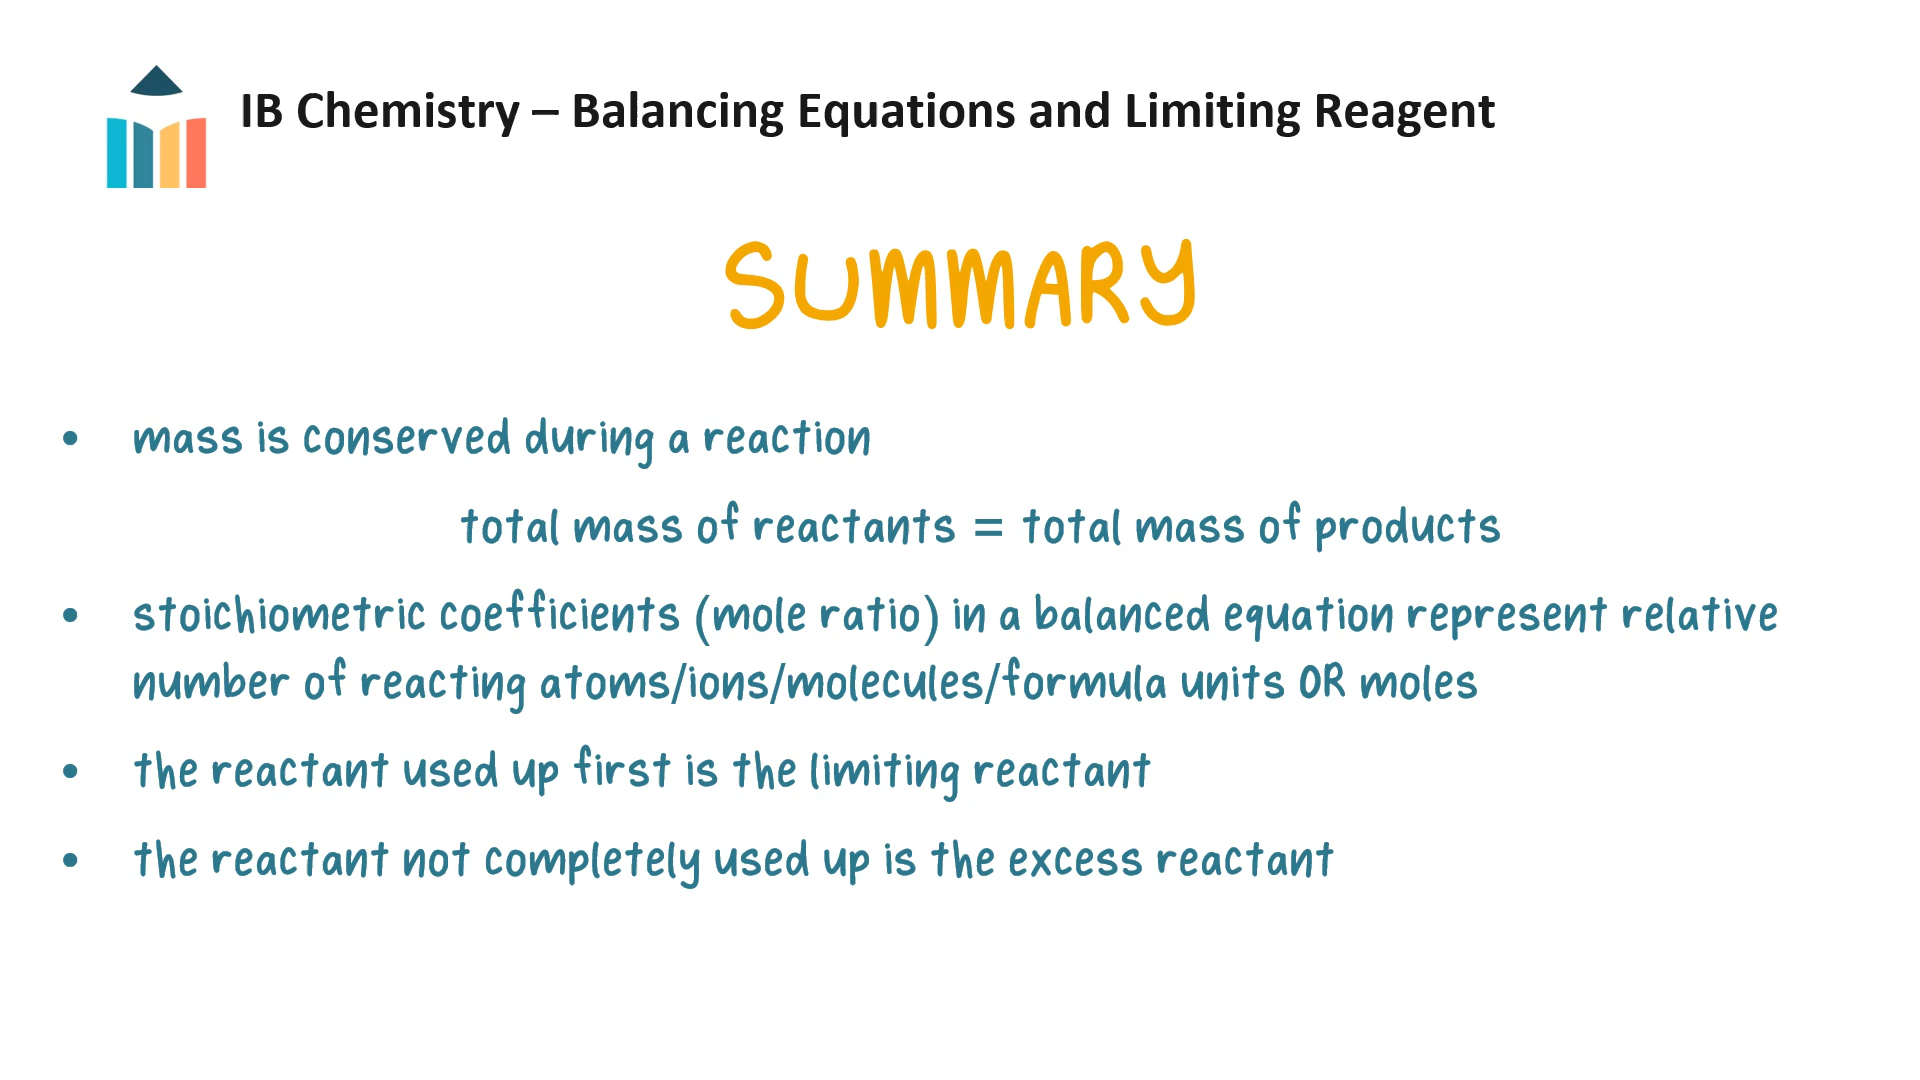 IB Chemistry – Balancing Equations and Limiting Reagent
SUMMARY
• mass is conserved during a reaction
total mass of reactants = total mass of products
• stoichiometric coefficients (mole ratio) in a balanced equation represent relative
number of reacting atoms/ions/molecules/formula units OR moles
• the reactant used up first is the limiting reactant
• the reactant not completely used up is the excess reactant